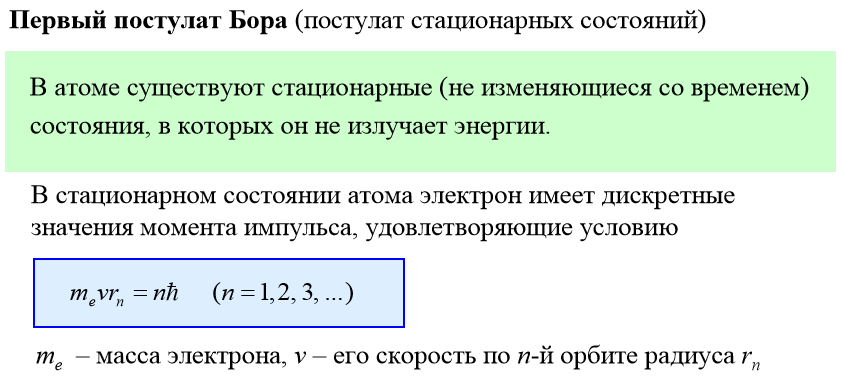 Первый постулат Бора (постулат стационарных состояний)
В атоме существуют стационарные (не изменяющиеся со временем)
состояния, в которых он не излучает энергии.
В стационарном состоянии атома электрон имеет дискретные
значения момента импульса, удовлетворяющие условию
mₑvrₙ = nħ (n = 1, 2, 3, ...)
mₑ – масса электрона, v – его скорость по n-й орбите радиуса rₙ